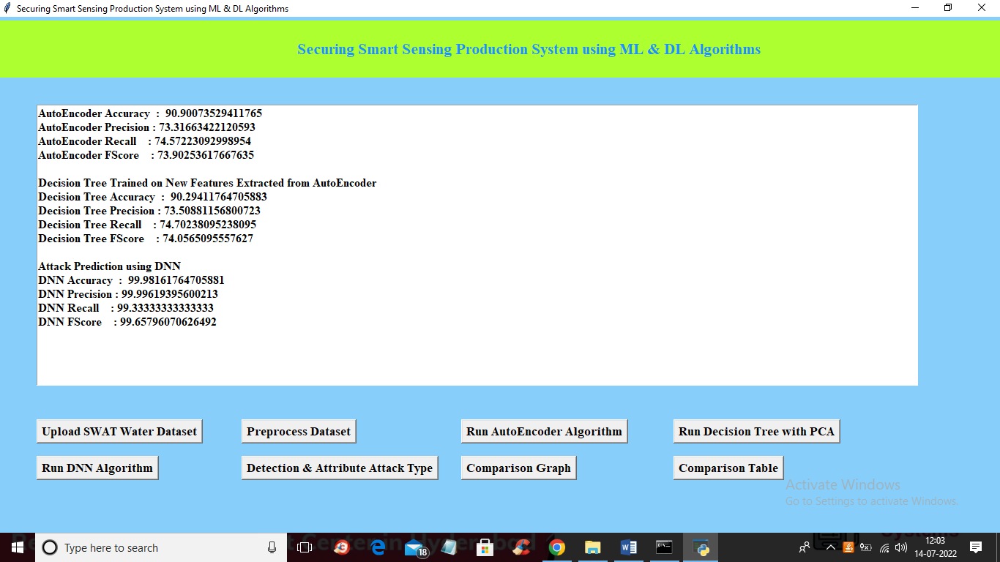 Securing Smart Sensing Production System using ML & DL Algorithms
Securing Smart Sensing Production System using ML & DL Algorithms
AutoEncoder Accuracy : 90.90073529411765
AutoEncoder Precision : 73.31663422120593
AutoEncoder Recall : 74.57223092998954
AutoEncoder FScore : 73.90253617667635
Decision Tree Trained on New Features Extracted from AutoEncoder
Decision Tree Accuracy : 90.29411764705883
Decision Tree Precision : 73.50881156800723
Decision Tree Recall : 74.70238095238095
Decision Tree FScore : 74.0565095557627
Attack Prediction using DNN
DNN Accuracy : 99.98161764705881
DNN Precision : 99.99619395600213
DNN Recall : 99.33333333333333
DNN FScore : 99.65796070626492
Upload SWAT Water Dataset Preprocess Dataset Run AutoEncoder Algorithm Run Decision Tree with PCA
Run DNN Algorithm Detection & Attribute Attack Type Comparison Graph Comparison Table
Activate Windows
Go to Settings to activate Windows.
Type here to search
18
12:03
14-07-2022